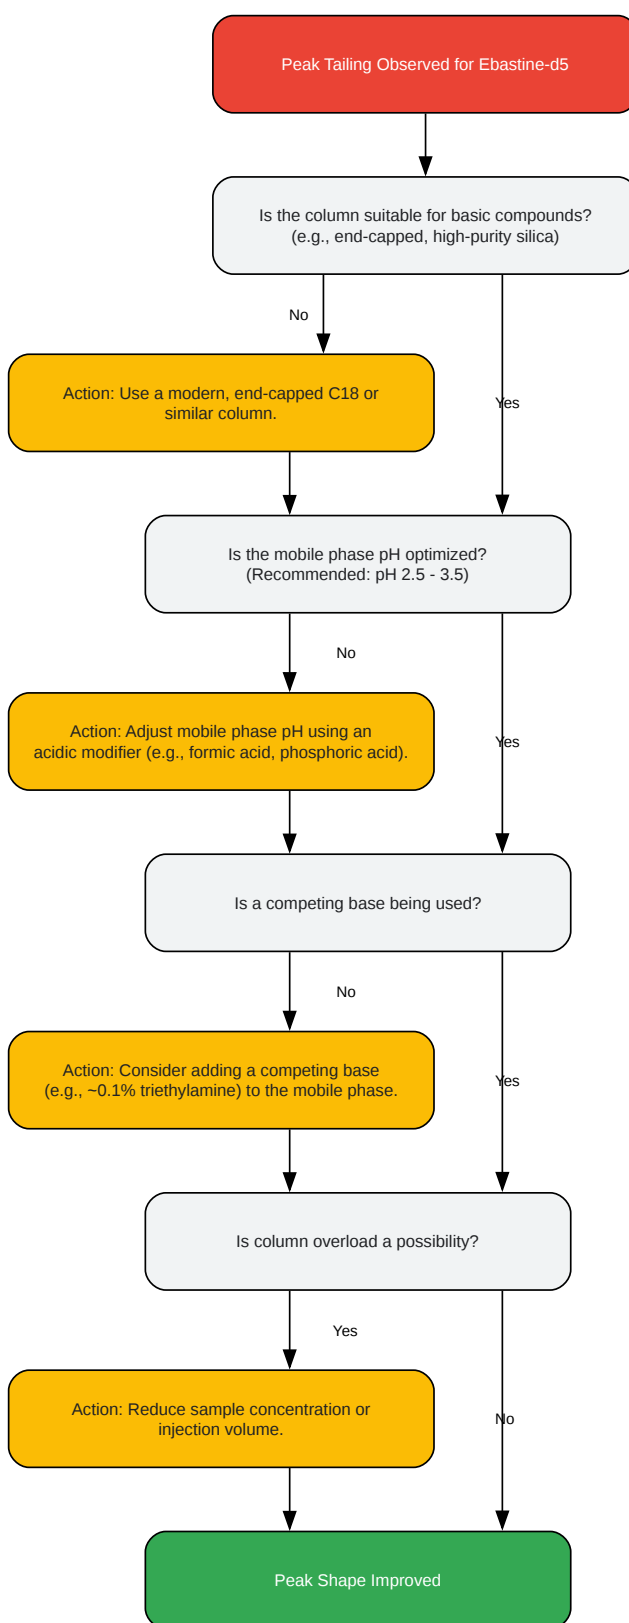 Peak Tailing Observed for Ebastine-d5
Is the column suitable for basic compounds?
(e.g., end-capped, high-purity silica)
No
Action: Use a modern, end-capped C18 or
similar column.
Yes
Is the mobile phase pH optimized?
(Recommended: pH 2.5 - 3.5)
No
Action: Adjust mobile phase pH using an
acidic modifier (e.g., formic acid, phosphoric acid).
Yes
Is a competing base being used?
No
Action: Consider adding a competing base
(e.g., ~0.1% triethylamine) to the mobile phase.
Yes
Is column overload a possibility?
Yes
Action: Reduce sample concentration or
injection volume.
No
Peak Shape Improved